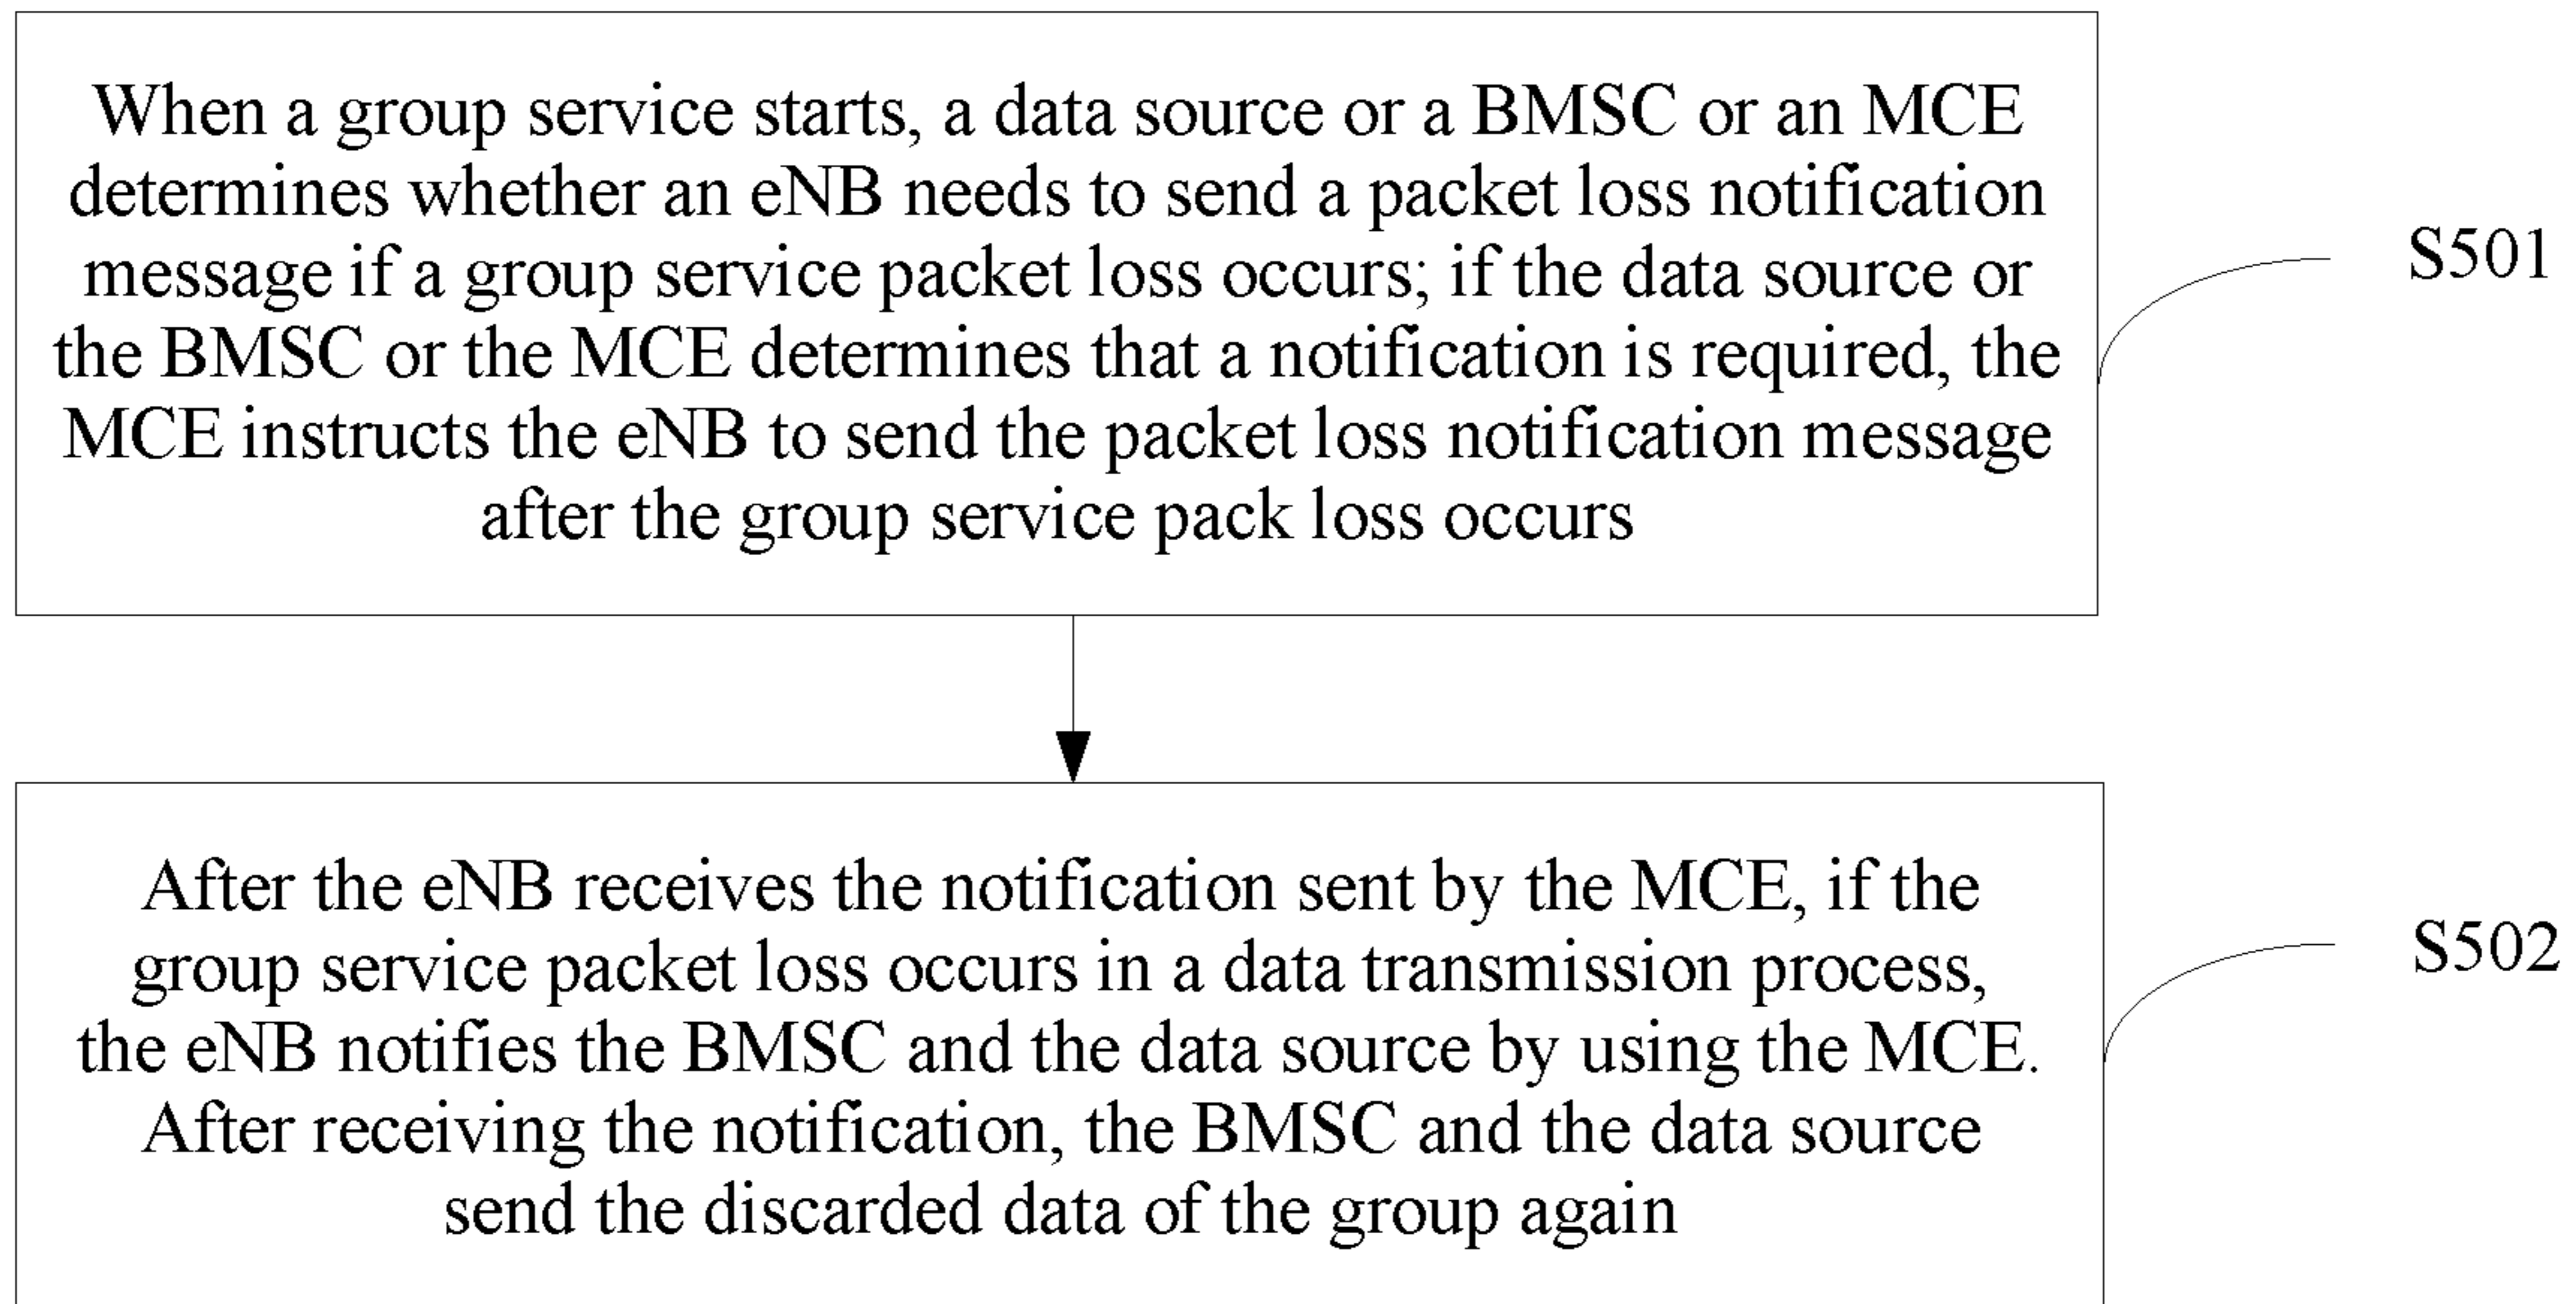 When a group service starts, a data source or a BMSC or an MCE
determines whether an eNB needs to send a packet loss notification
message if a group service packet loss occurs; if the data source or
the BMSC or the MCE determines that a notification is required, the
MCE instructs the eNB to send the packet loss notification message
after the group service pack loss occurs
S501
After the eNB receives the notification sent by the MCE, if the
group service packet loss occurs in a data transmission process,
the eNB notifies the BMSC and the data source by using the MCE.
After receiving the notification, the BMSC and the data source
send the discarded data of the group again
S502